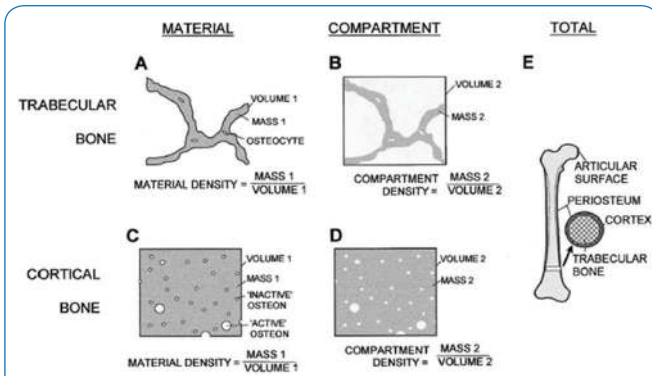 MATERIAL
COMPARTMENT
TOTAL
TRABECULAR
BONE
A
VOLUME 1
MASS 1
OSTEOCYTE
MATERIAL DENSITY = MASS 1
VOLUME 1
B
VOLUME 2
MASS 2
COMPARTMENT
DENSITY = MASS 2
VOLUME 2
E
ARTICULAR
SURFACE
PERIOSTEUM
CORTEX
TRABECULAR
BONE
CORTICAL
BONE
C
VOLUME 1
MASS 1
'INACTIVE'
OSTEON
'ACTIVE'
OSTEON
MATERIAL DENSITY = MASS 1
VOLUME 1
D
VOLUME 2
MASS 2
COMPARTMENT
DENSITY = MASS 2
VOLUME 2